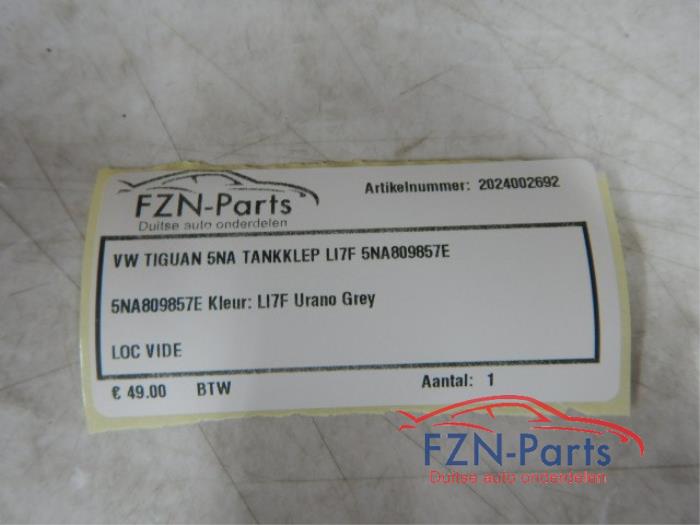 FZN-Parts
Duitse auto onderdelen
Artikelnummer: 2024002692
VW TIGUAN 5NA TANKKLEP LI7F 5NA809857E
5NA809857E Kleur: LI7F Urano Grey
LOC VIDE
€ 49.00 BTW
Aantal: 1
FZN-Parts
Duitse auto onderdelen